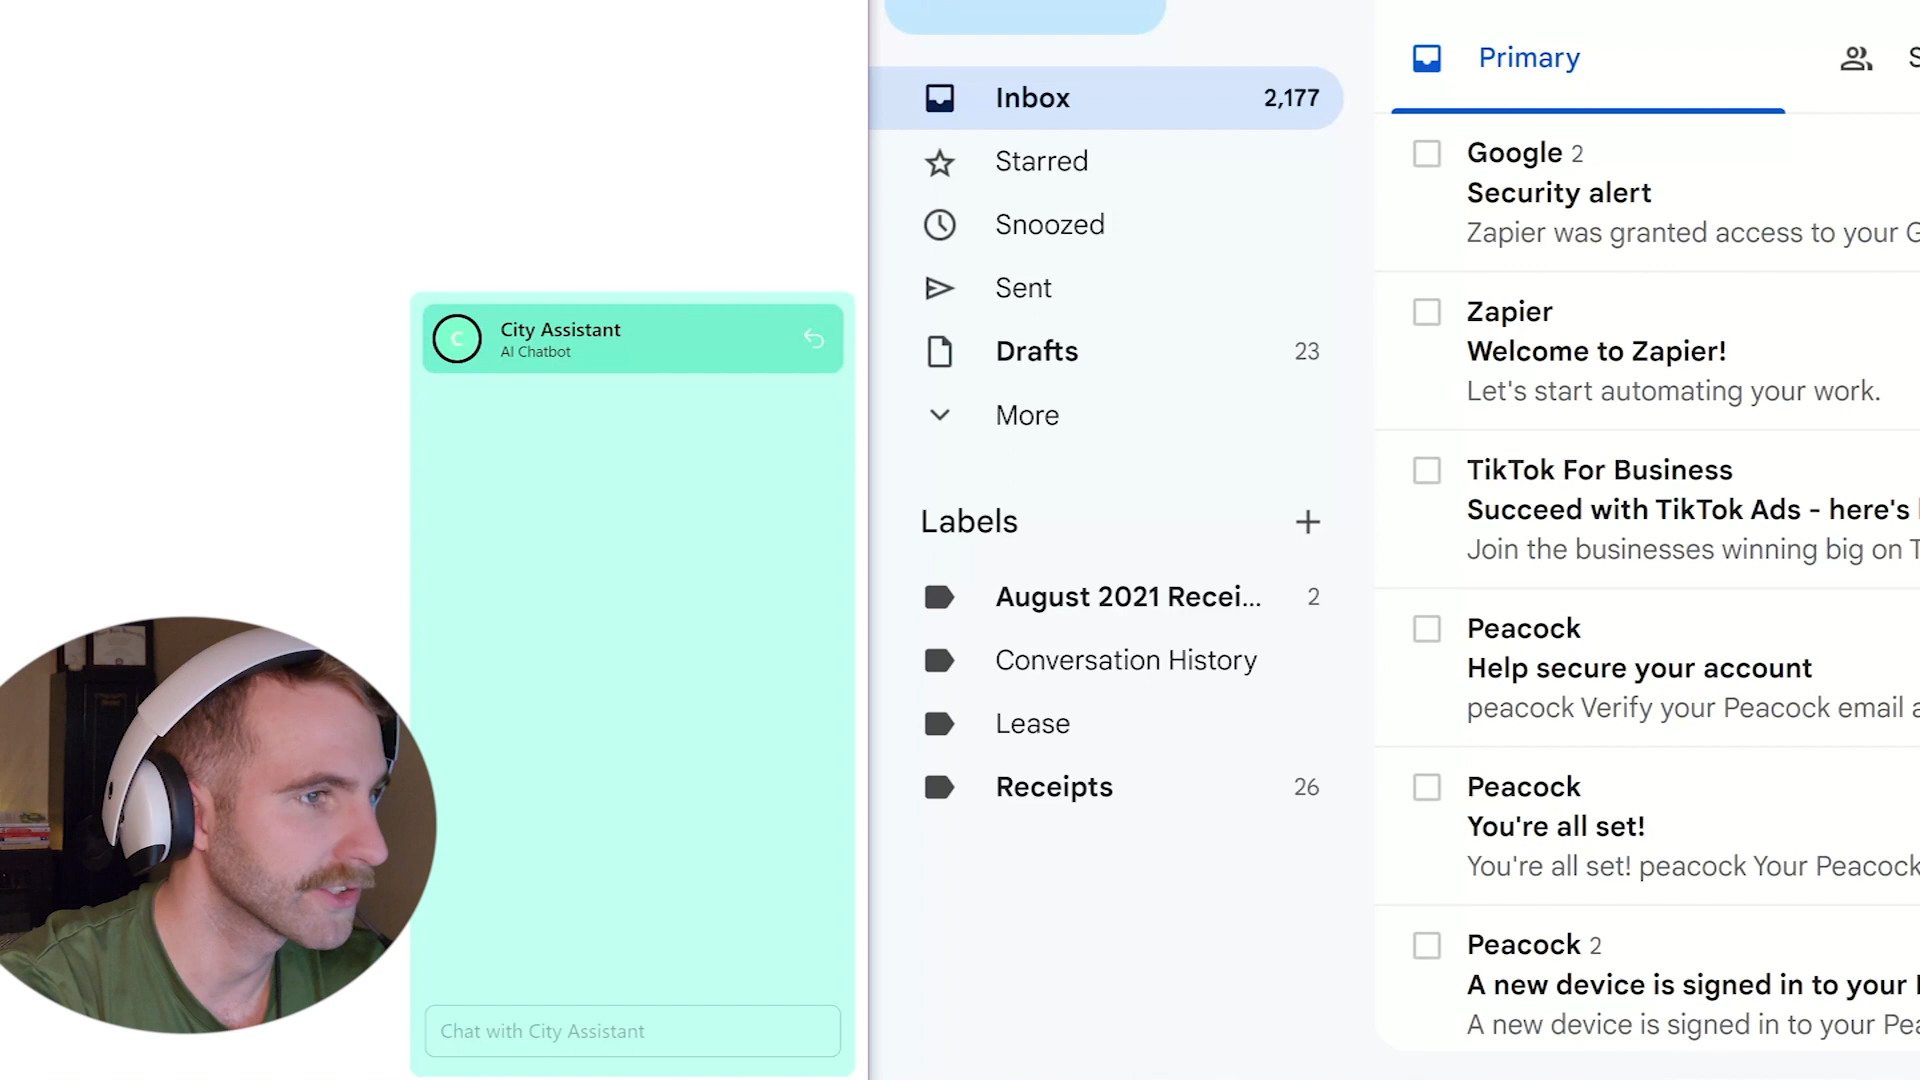 C
City Assistant
AI Chatbot
Chat with City Assistant
Inbox 2,177
Starred
Snoozed
Sent
Drafts 23
More
Labels
August 2021 Recei... 2
Conversation History
Lease
Receipts 26
Primary
Google 2
Security alert
Zapier was granted access to your G
Zapier
Welcome to Zapier!
Let's start automating your work.
TikTok For Business
Succeed with TikTok Ads - here's
Join the businesses winning big on T
Peacock
Help secure your account
peacock Verify your Peacock email a
Peacock
You're all set!
You're all set! peacock Your Peacock
Peacock 2
A new device is signed in to your
A new device is signed in to your Pea